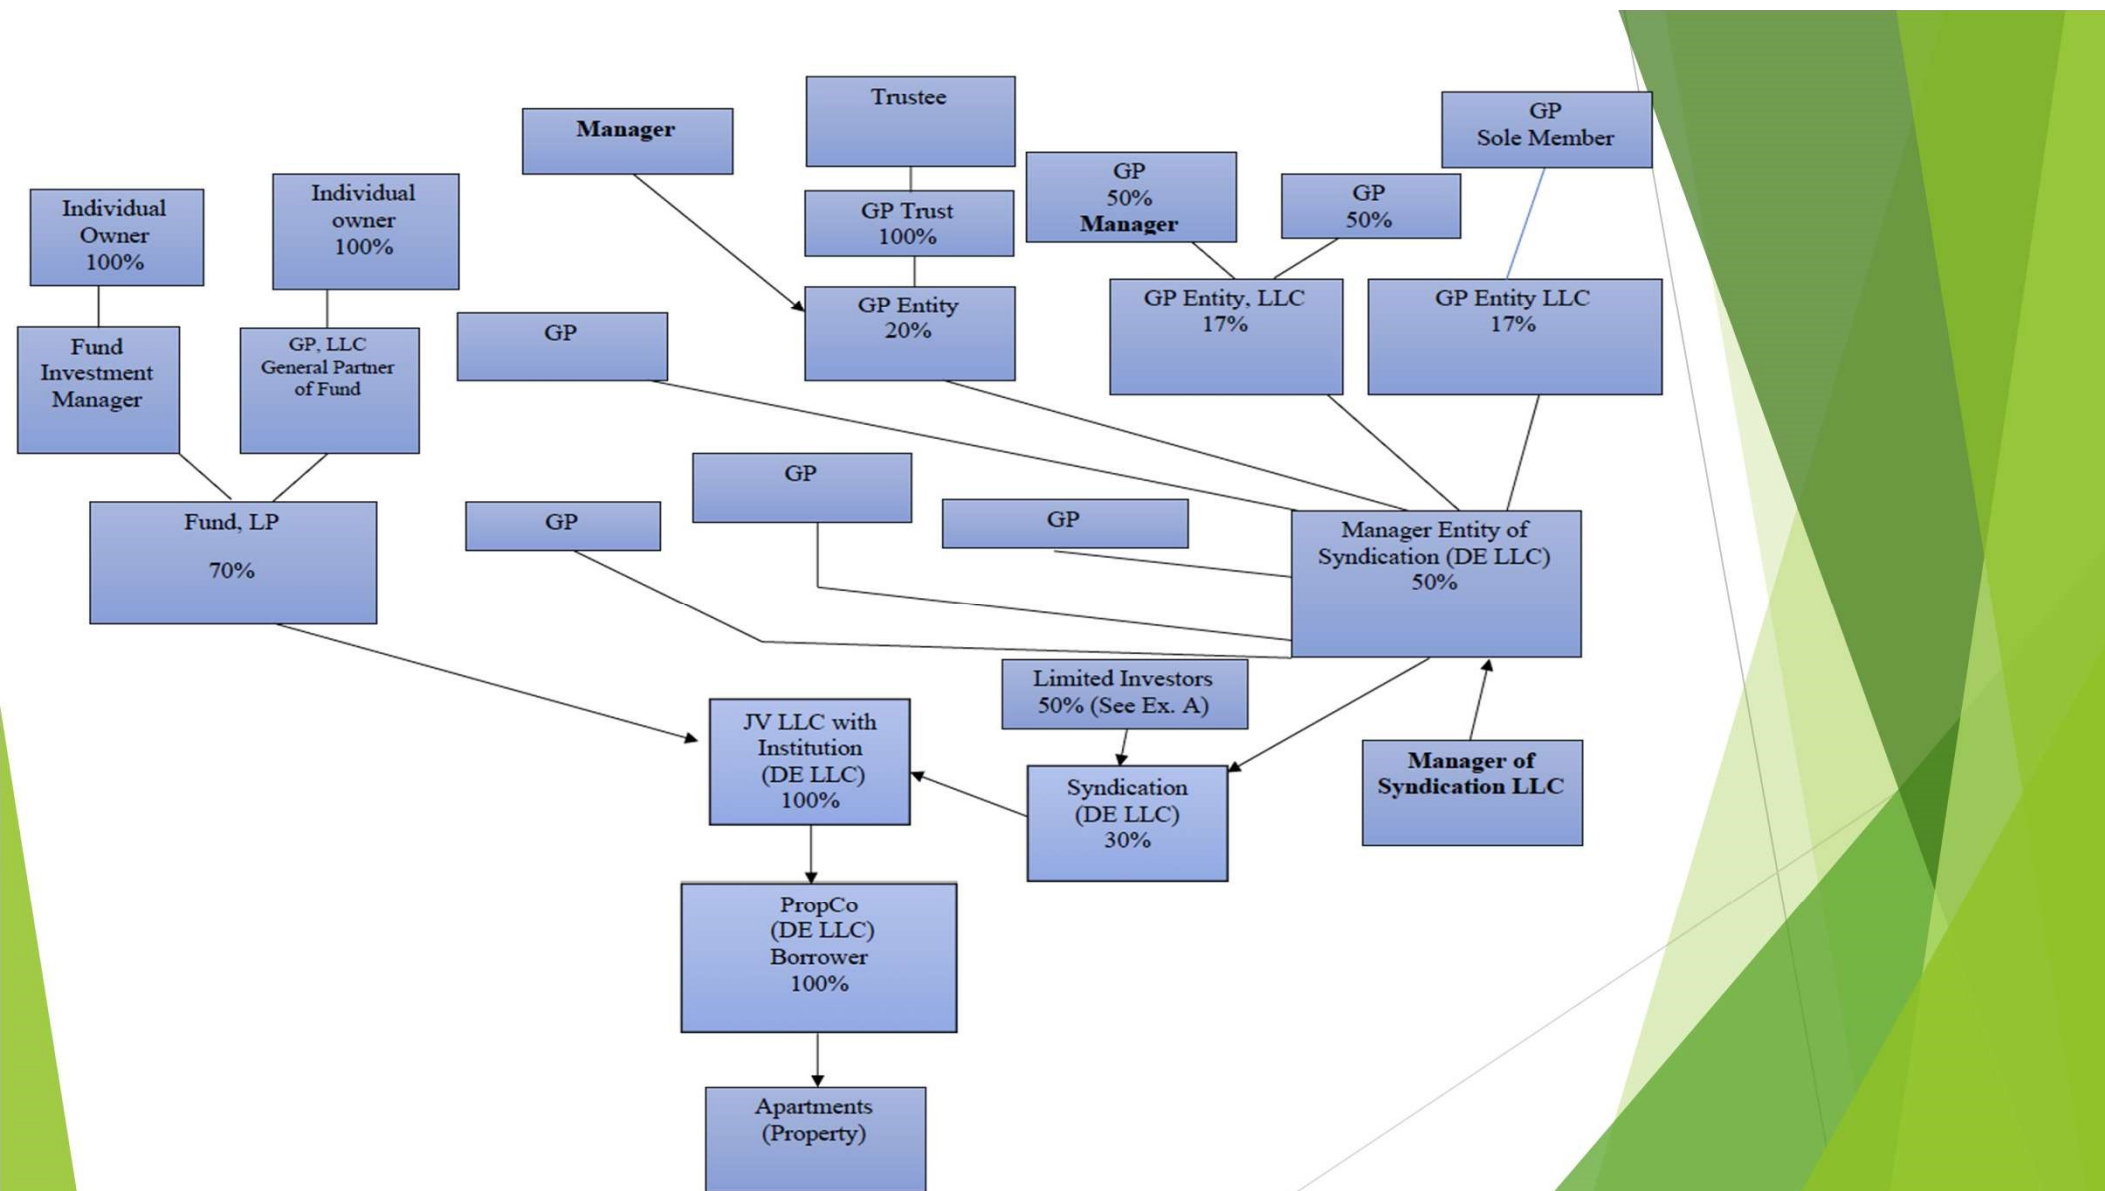 Trustee
GP
Sole Member
Manager
GP
50%
Manager
GP
50%
Individual
Owner
100%
Individual
owner
100%
GP Trust
100%
GP Entity
20%
GP Entity, LLC
17%
GP Entity LLC
17%
GP
Fund
Investment
Manager
GP, LLC
General Partner
of Fund
GP
GP
GP
Fund, LP
70%
Manager Entity of
Syndication (DE LLC)
50%
Limited Investors
50% (See Ex. A)
JV LLC with
Institution
(DE LLC)
100%
Syndication
(DE LLC)
30%
Manager of
Syndication LLC
PropCo
(DE LLC)
Borrower
100%
Apartments
(Property)